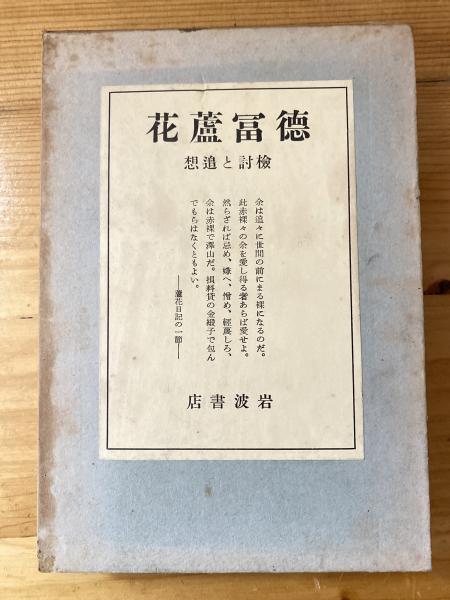 花蘆冨德
想追と討檢
余は追々に世間の前にまる裸になるのだ。
此赤裸々の余を愛し得る者あらば愛せよ。
然らざれば忌め、嫌へ、憎め、輕蔑しろ、
余は赤裸で澤山だ。損料貸の金緞子で包ん
でもらはなくともよい。
――蘆花日記の一節――
店書波岩